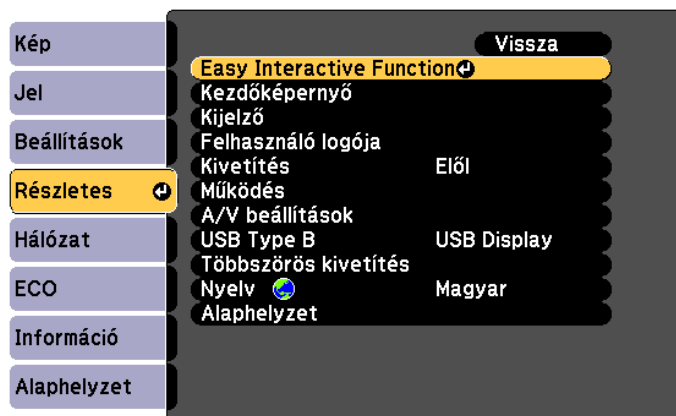 Kép
Jel
Beállítások
Részletes
Hálózat
ECO
Információ
Alaphelyzet
Vissza
Easy Interactive Function
Kezdőképernyő
Kijelző
Felhasználó logója
Kivetítés Elől
Működés
A/V beállítások
USB Type B USB Display
Többszörös kivetítés
Nyelv Magyar
Alaphelyzet